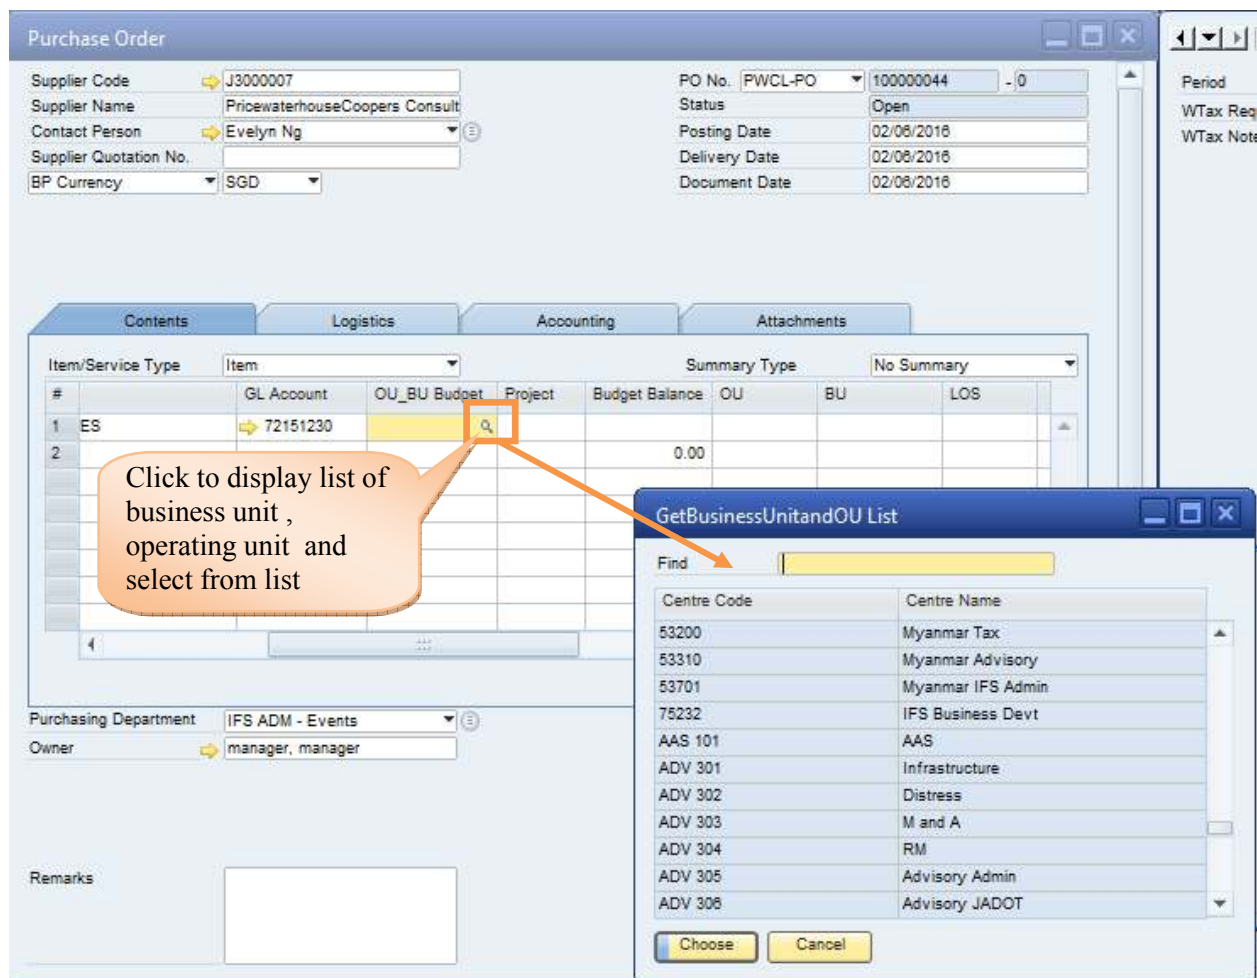 Purchase Order
Supplier Code J3000007 PO No. PWCL-PO 100000044 - 0
Supplier Name PricewaterhouseCoopers Consult Status Open
Contact Person Evelyn Ng Posting Date 02/06/2016
Supplier Quotation No. Delivery Date 02/06/2016
BP Currency SGD Document Date 02/06/2016
Period
WTax Req
WTax Note
Contents Logistics Accounting Attachments
Item/Service Type Item Summary Type No Summary
# GL Account OU_BU Budget Project Budget Balance OU BU LOS
1 ES 72151230
2 0.00
Click to display list of
business unit ,
operating unit and
select from list
GetBusinessUnitandOU List
Find
Centre Code Centre Name
53200 Myanmar Tax
53310 Myanmar Advisory
53701 Myanmar IFS Admin
75232 IFS Business Devt
AAS 101 AAS
ADV 301 Infrastructure
ADV 302 Distress
ADV 303 M and A
ADV 304 RM
ADV 305 Advisory Admin
ADV 306 Advisory JADOT
Choose Cancel
Purchasing Department IFS ADM - Events
Owner manager, manager
Remarks